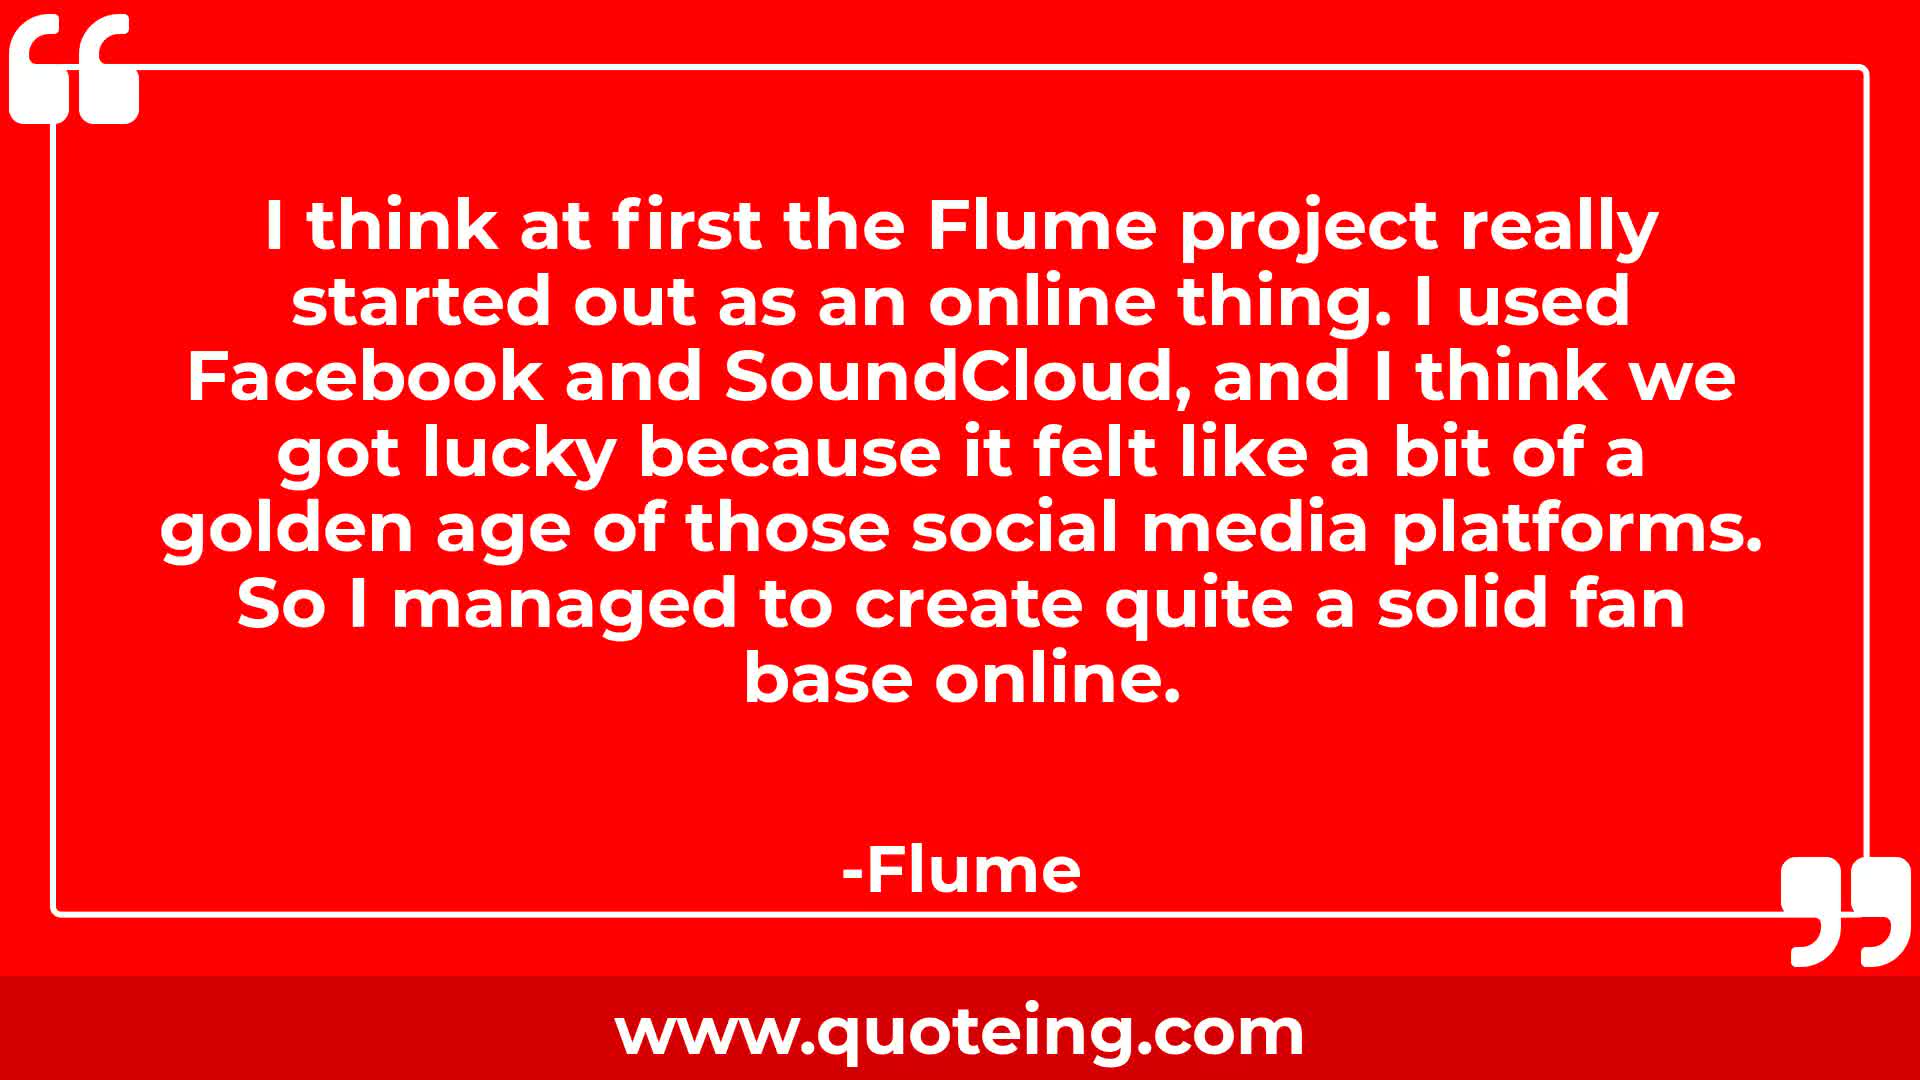 I think at first the Flume project really
started out as an online thing. I used
Facebook and SoundCloud, and I think we
got lucky because it felt like a bit of a
golden age of those social media platforms.
So I managed to create quite a solid fan
base online.
-Flume
www.quoteing.com